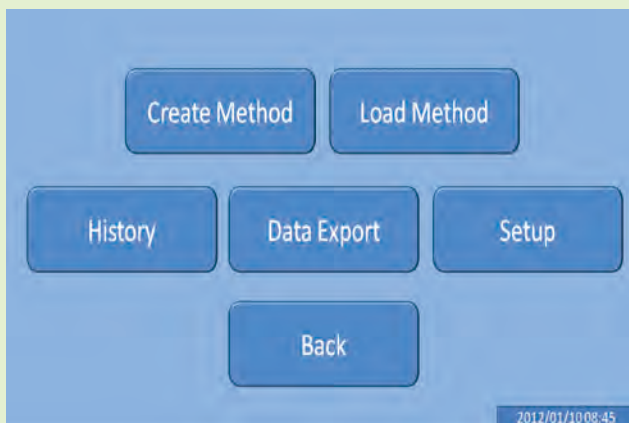 Create Method
Load Method
History
Data Export
Setup
Back
2012/01/10 08:45